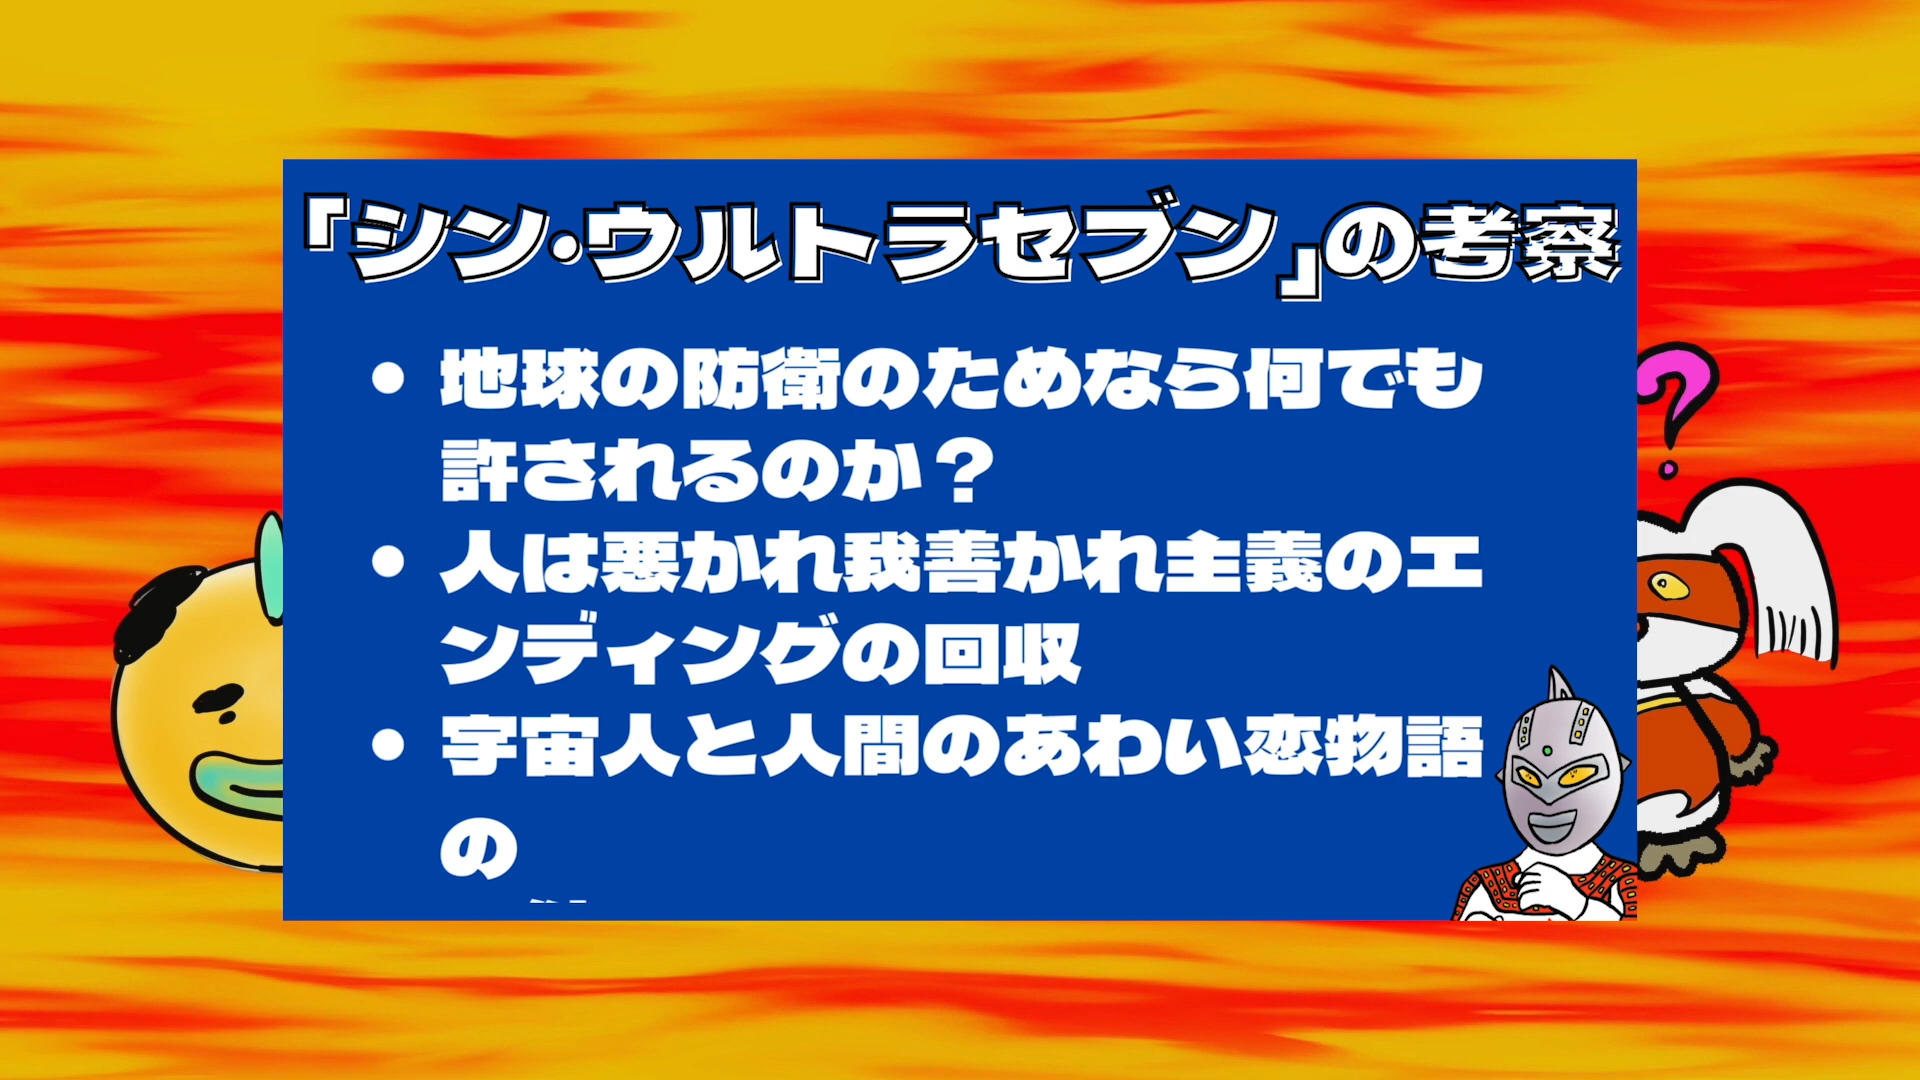 「シン・ウルトラセブン」の考察
• 地球の防衛のためなら何でも
許されるのか？
• 人は悪かれ我善かれ主義のエ
ンディングの回収
• 宇宙人と人間のあわい恋物語
の
?